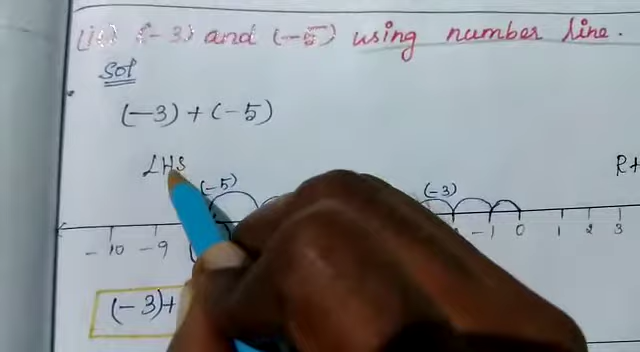 (ii) (-3) and (-5) using number line.
Sol
(-3) + (-5)
LHS
(-5) (-3)
-10 -9 -1 0 1 2 3
(-3)+